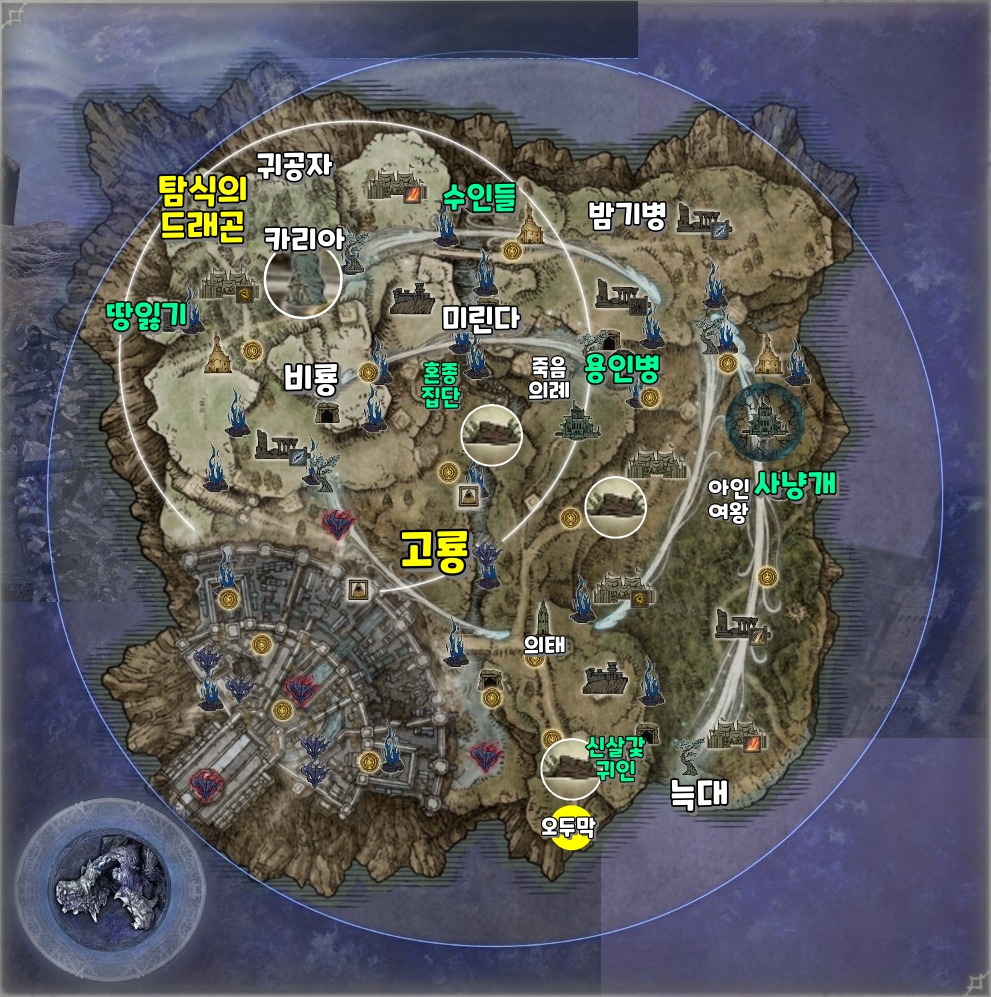 귀공자
탐식의
드래곤
수인들
밤기병
카리아
땅잃기
미린다
비룡
혼종
집단
죽음
의례
용인병
아인
여왕
사냥개
고룡
의태
신살갗
귀인
늑대
오두막